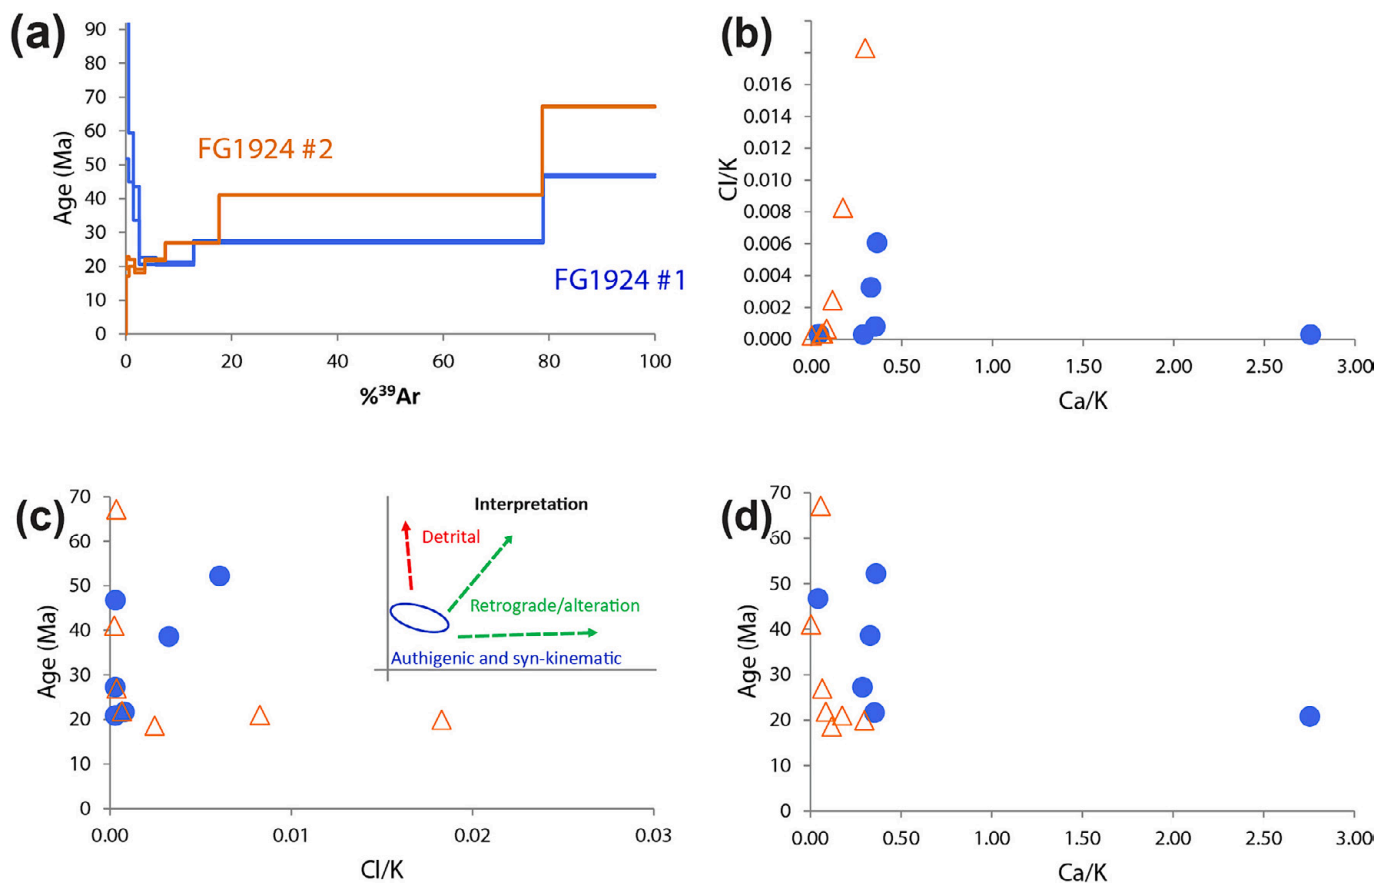 (a)
90
80
70
60
50
40
30
20
10
0
Age (Ma)
FG1924 #2
FG1924 #1
0 20 40 60 80 100
%³⁹Ar
(b)
0.016
0.014
0.012
0.010
0.008
0.006
0.004
0.002
0.000
Cl/K
0.00 0.50 1.00 1.50 2.00 2.50 3.00
Ca/K
(c)
70
60
50
40
30
20
10
0
Age (Ma)
Interpretation
Detrital
Retrograde/alteration
Authigenic and syn-kinematic
0.00 0.01 0.02 0.03
Cl/K
(d)
70
60
50
40
30
20
10
0
Age (Ma)
0.00 0.50 1.00 1.50 2.00 2.50 3.00
Ca/K